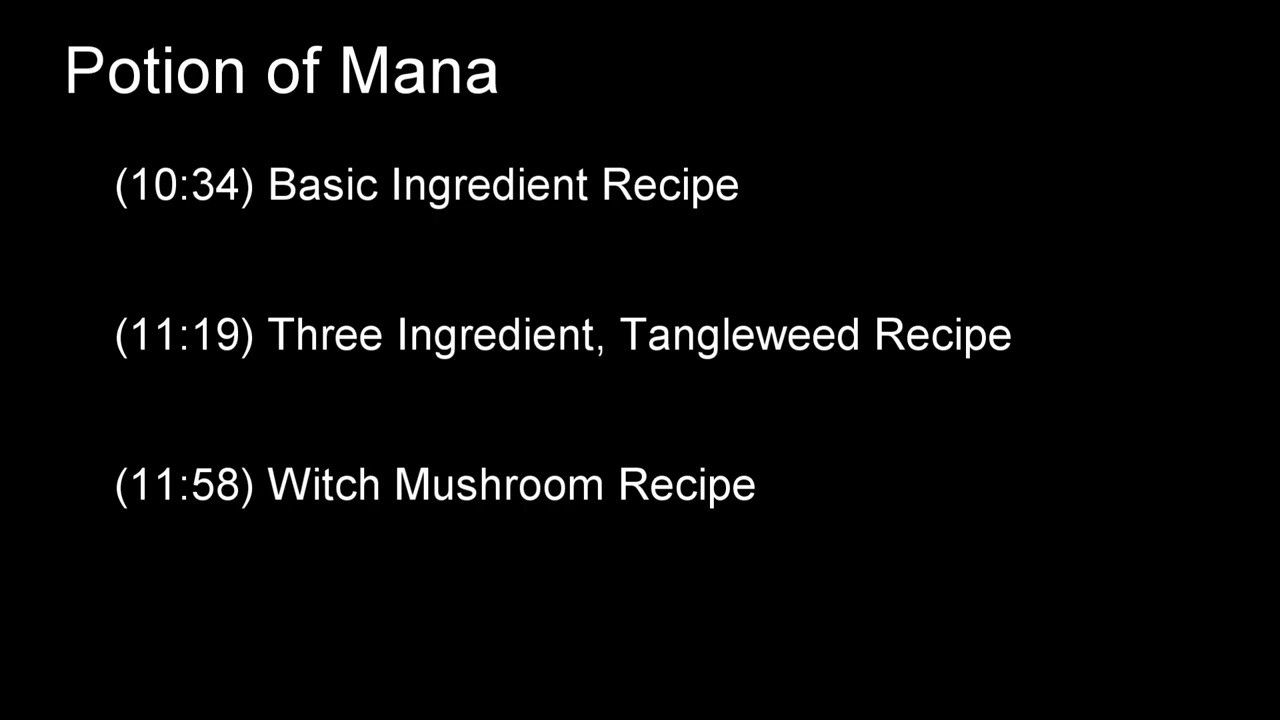 Potion of Mana
(10:34) Basic Ingredient Recipe
(11:19) Three Ingredient, Tangleweed Recipe
(11:58) Witch Mushroom Recipe